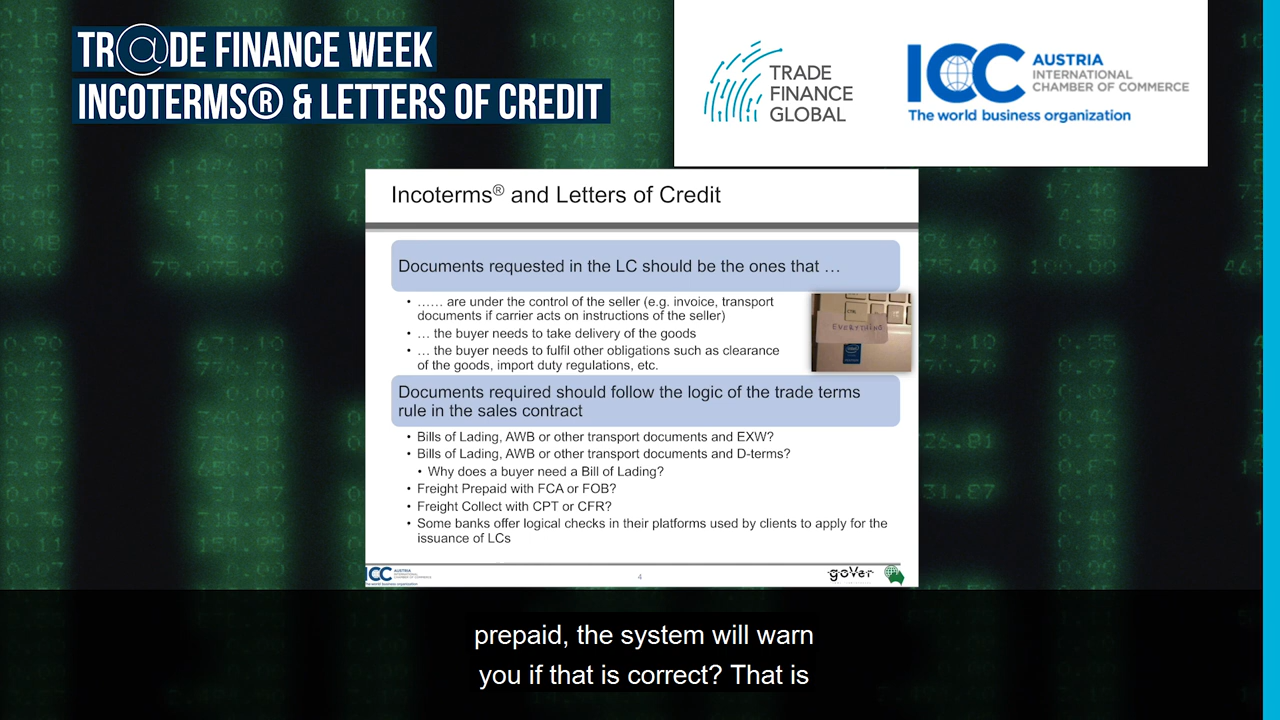 TR@DE FINANCE WEEK
INCOTERMS® & LETTERS OF CREDIT
TRADE
FINANCE
GLOBAL
ICC®
AUSTRIA
INTERNATIONAL
CHAMBER OF COMMERCE
The world business organization
Incoterms® and Letters of Credit
Documents requested in the LC should be the ones that …
• …… are under the control of the seller (e.g. invoice, transport
documents if carrier acts on instructions of the seller)
• … the buyer needs to take delivery of the goods
• … the buyer needs to fulfil other obligations such as clearance
of the goods, import duty regulations, etc.
EVERYTHING
Documents required should follow the logic of the trade terms
rule in the sales contract
• Bills of Lading, AWB or other transport documents and EXW?
• Bills of Lading, AWB or other transport documents and D-terms?
• Why does a buyer need a Bill of Lading?
• Freight Prepaid with FCA or FOB?
• Freight Collect with CPT or CFR?
• Some banks offer logical checks in their platforms used by clients to apply for the
issuance of LCs
ICC
AUSTRIA
INTERNATIONAL
CHAMBER OF COMMERCE
4
goVer
prepaid, the system will warn
you if that is correct? That is